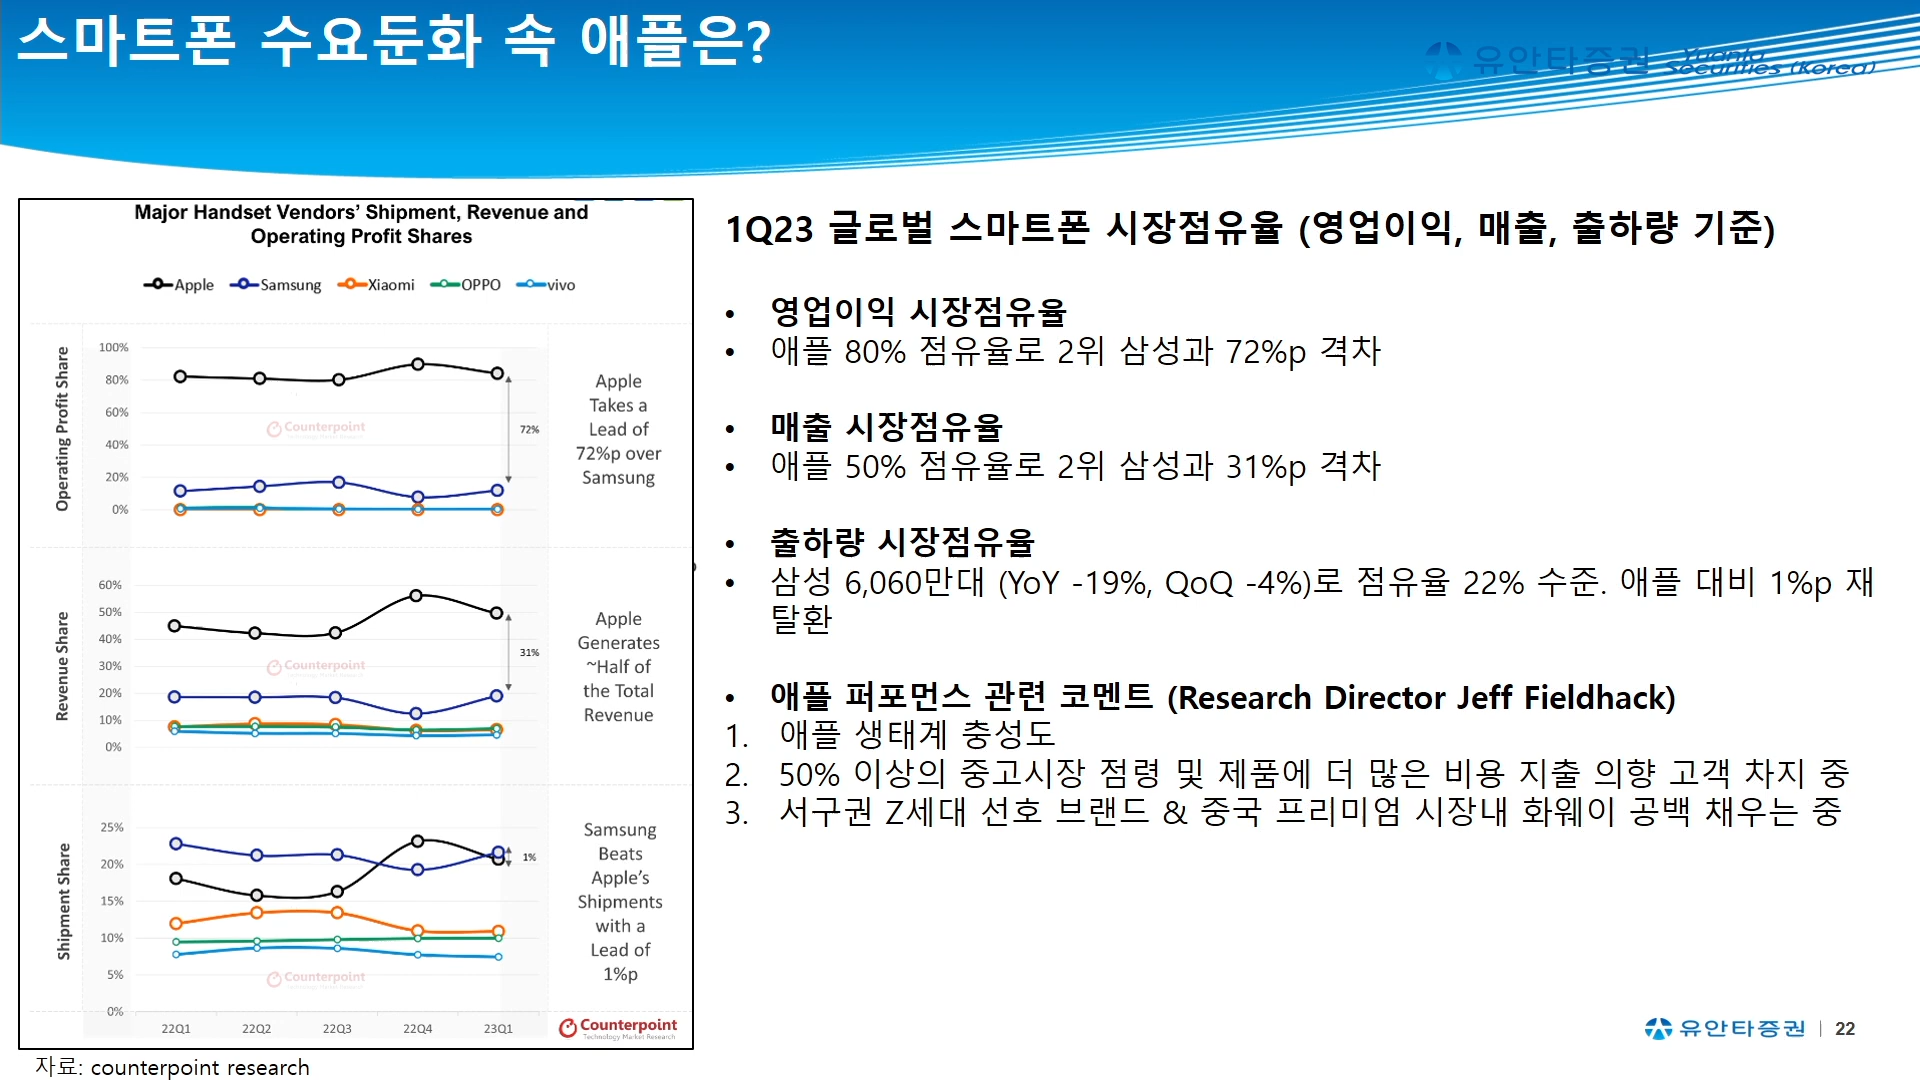 스마트폰 수요둔화 속 애플은?
유안타증권 Yuanta Securities (Korea)
Major Handset Vendors' Shipment, Revenue and
Operating Profit Shares
Apple Samsung Xiaomi OPPO vivo
Operating Profit Share
100%
80%
60%
40%
20%
0%
Counterpoint
Technology Market Research
72%
Apple
Takes a
Lead of
72%p over
Samsung
Revenue Share
60%
50%
40%
30%
20%
10%
0%
Counterpoint
Technology Market Research
31%
Apple
Generates
~Half of
the Total
Revenue
Shipment Share
25%
20%
15%
10%
5%
0%
Counterpoint
Technology Market Research
1%
Samsung
Beats
Apple's
Shipments
with a
Lead of
1%p
22Q1 22Q2 22Q3 22Q4 23Q1
Counterpoint
Technology Market Research
자료: counterpoint research
1Q23 글로벌 스마트폰 시장점유율 (영업이익, 매출, 출하량 기준)
• 영업이익 시장점유율
• 애플 80% 점유율로 2위 삼성과 72%p 격차
• 매출 시장점유율
• 애플 50% 점유율로 2위 삼성과 31%p 격차
• 출하량 시장점유율
• 삼성 6,060만대 (YoY -19%, QoQ -4%)로 점유율 22% 수준. 애플 대비 1%p 재
탈환
• 애플 퍼포먼스 관련 코멘트 (Research Director Jeff Fieldhack)
1. 애플 생태계 충성도
2. 50% 이상의 중고시장 점령 및 제품에 더 많은 비용 지출 의향 고객 차지 중
3. 서구권 Z세대 선호 브랜드 & 중국 프리미엄 시장내 화웨이 공백 채우는 중
유안타증권 | 22